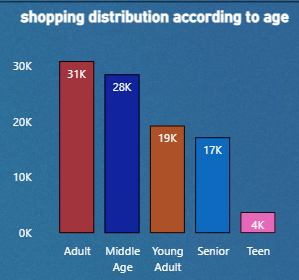 shopping distribution according to age
30K
20K
10K
0K
31K
28K
19K
17K
4K
Adult
Middle
Age
Young
Adult
Senior
Teen